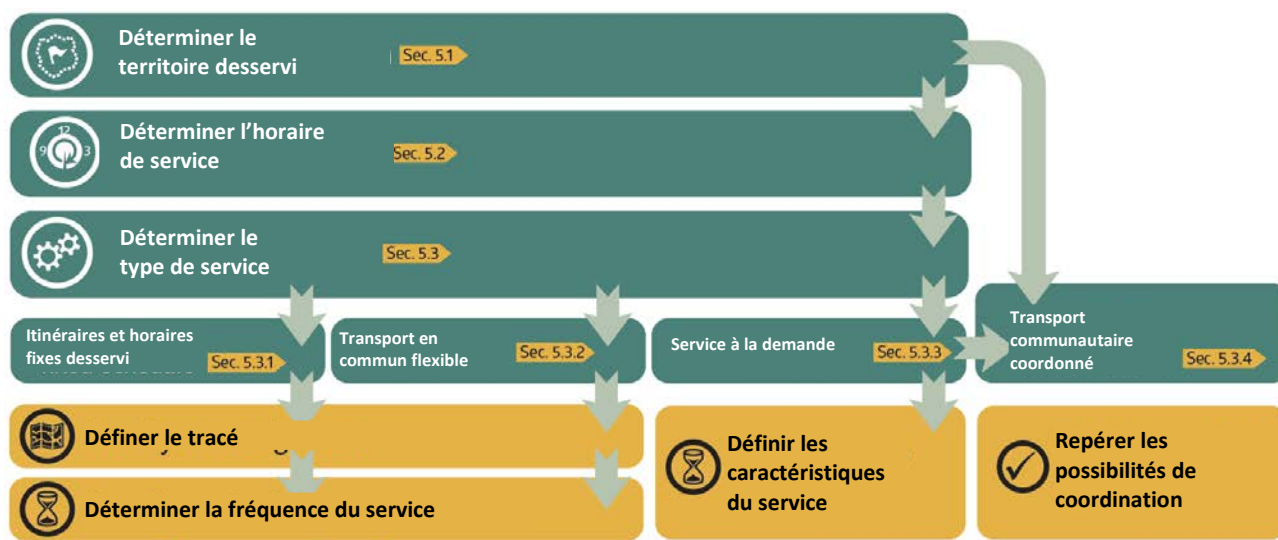 Déterminer le
territoire desservi
Sec. 5.1
12
9
3
Déterminer l’horaire
de service
Sec. 5.2
Déterminer le
type de service
Sec. 5.3
Itinéraires et horaires
fixes desservi
Sec. 5.3.1
Transport en
commun flexible
Sec. 5.3.2
Service à la demande
Sec. 5.3.3
Transport
communautaire
coordonné
Sec. 5.3.4
Définer le tracé
Déterminer la fréquence du service
Définir les
caractéristiques
du service
Repérer les
possibilités de
coordination